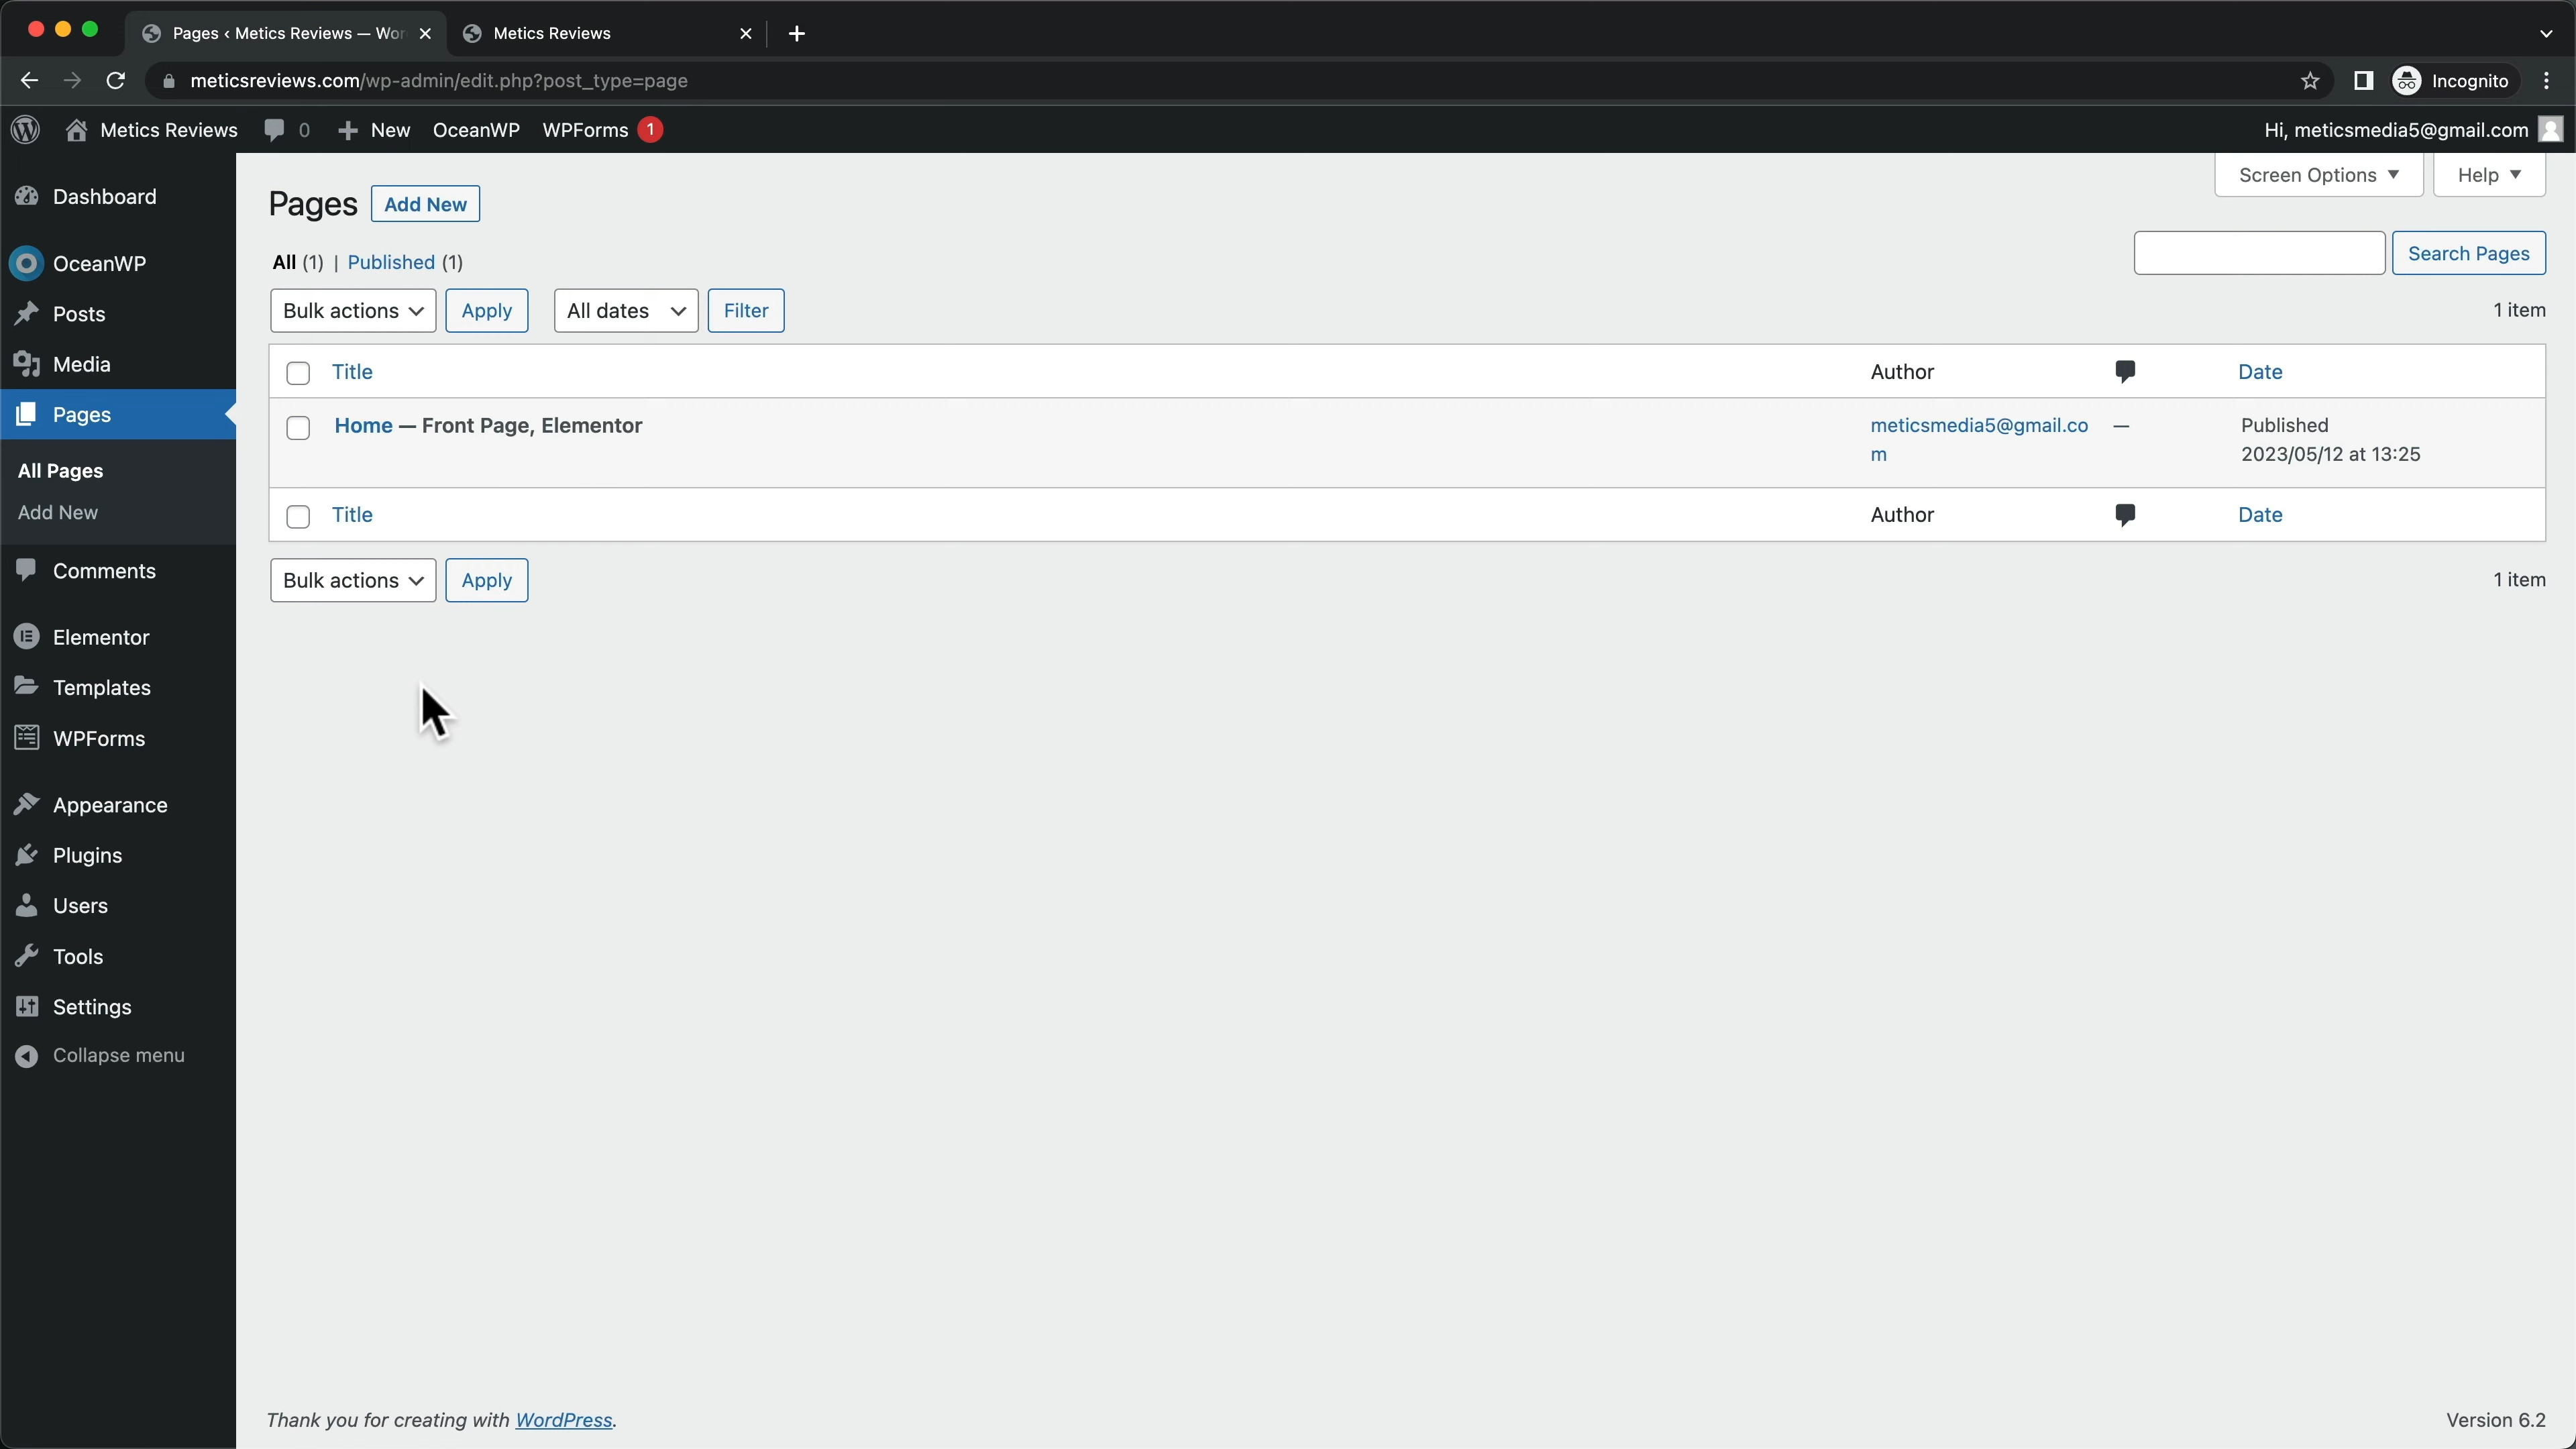 Pages ‹ Metics Reviews — Wor
Metics Reviews
meticsreviews.com/wp-admin/edit.php?post_type=page
Incognito
Metics Reviews
0
New
OceanWP
WPForms
1
Hi, meticsmedia5@gmail.com
Screen Options
Help
Dashboard
OceanWP
Posts
Media
Pages
All Pages
Add New
Comments
Elementor
Templates
WPForms
Appearance
Plugins
Users
Tools
Settings
Collapse menu
Pages
Add New
All (1) | Published (1)
Search Pages
Bulk actions
Apply
All dates
Filter
1 item
Title
Author
Date
Home — Front Page, Elementor
meticsmedia5@gmail.co
m
—
Published
2023/05/12 at 13:25
Title
Author
Date
Bulk actions
Apply
1 item
Thank you for creating with WordPress.
Version 6.2